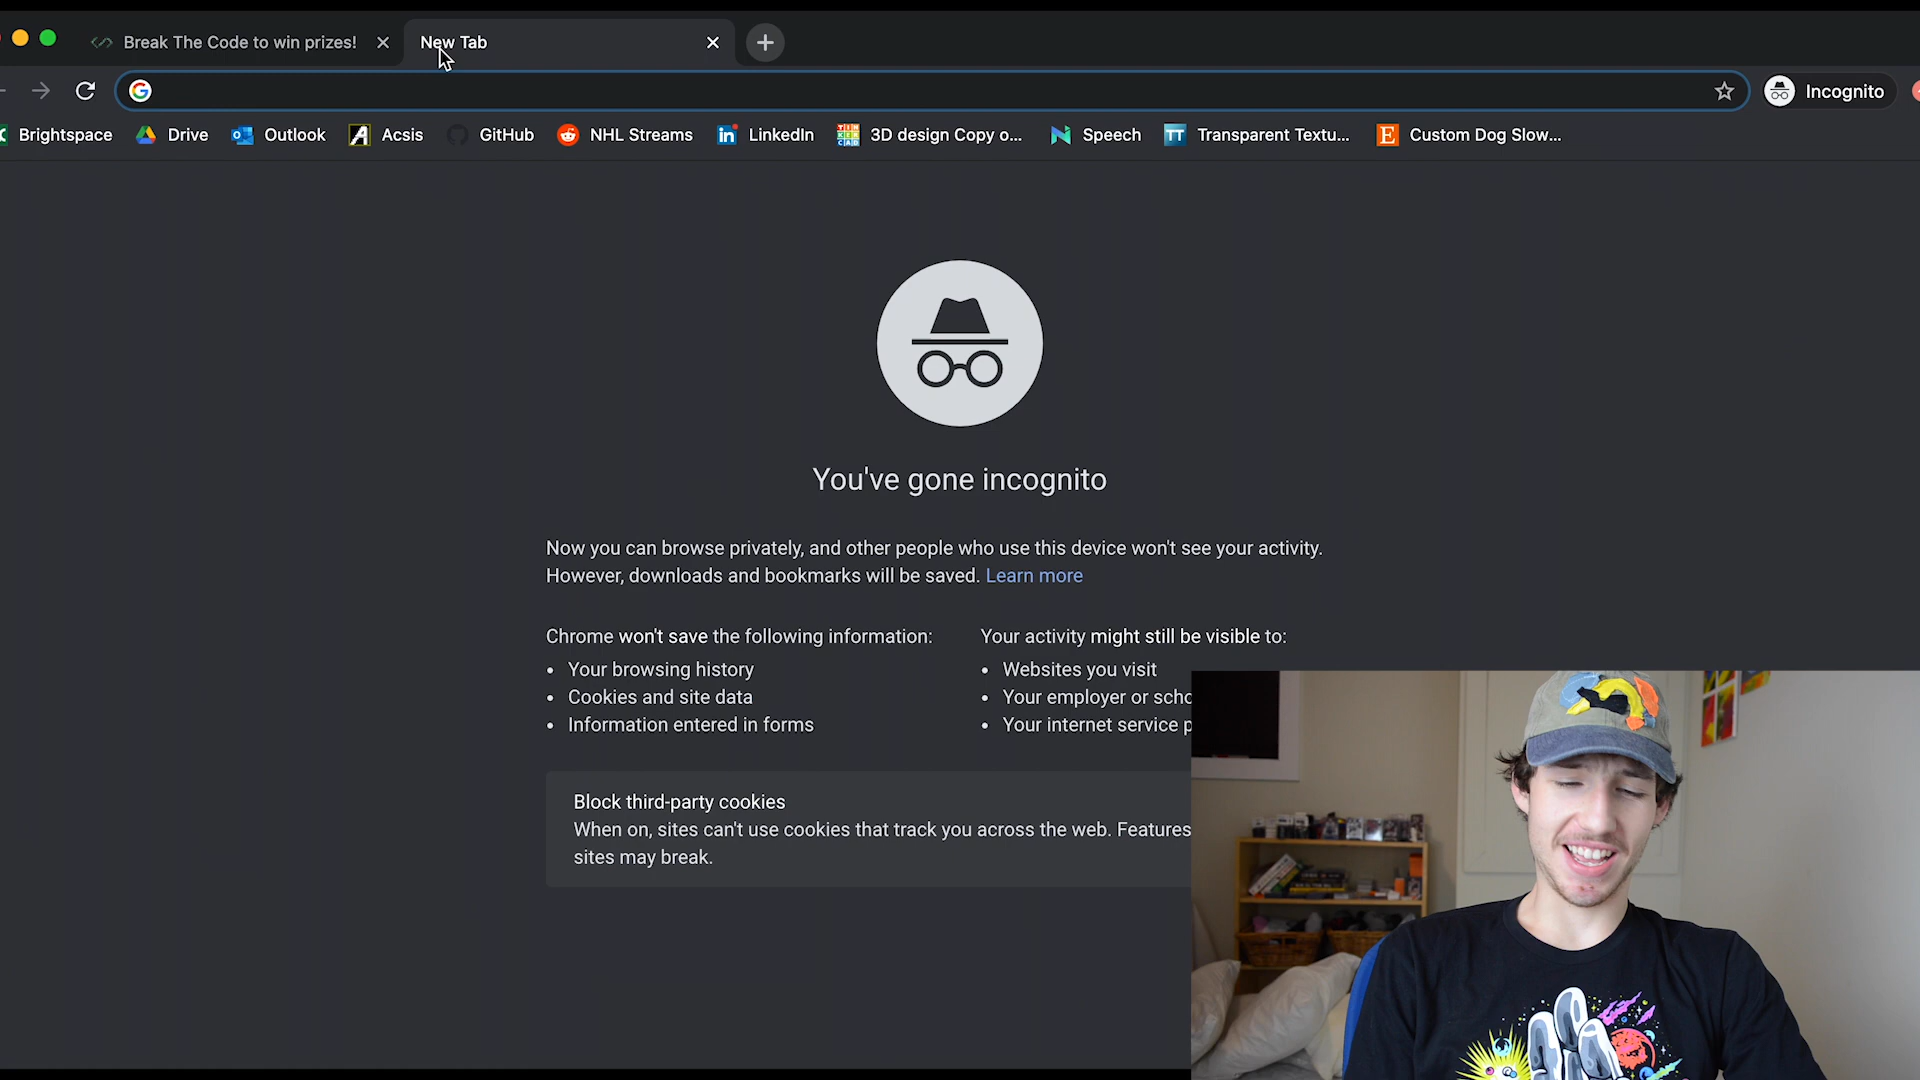 Break The Code to win prizes!
New Tab
Incognito
Brightspace
Drive
Outlook
Acsis
GitHub
NHL Streams
LinkedIn
3D design Copy o...
Speech
Transparent Textu...
Custom Dog Slow...
You've gone incognito
Now you can browse privately, and other people who use this device won't see your activity.
However, downloads and bookmarks will be saved. Learn more
Chrome won't save the following information:
Your browsing history
Cookies and site data
Information entered in forms
Your activity might still be visible to:
Websites you visit
Your employer or scho
Your internet service p
Block third-party cookies
When on, sites can't use cookies that track you across the web. Features
sites may break.